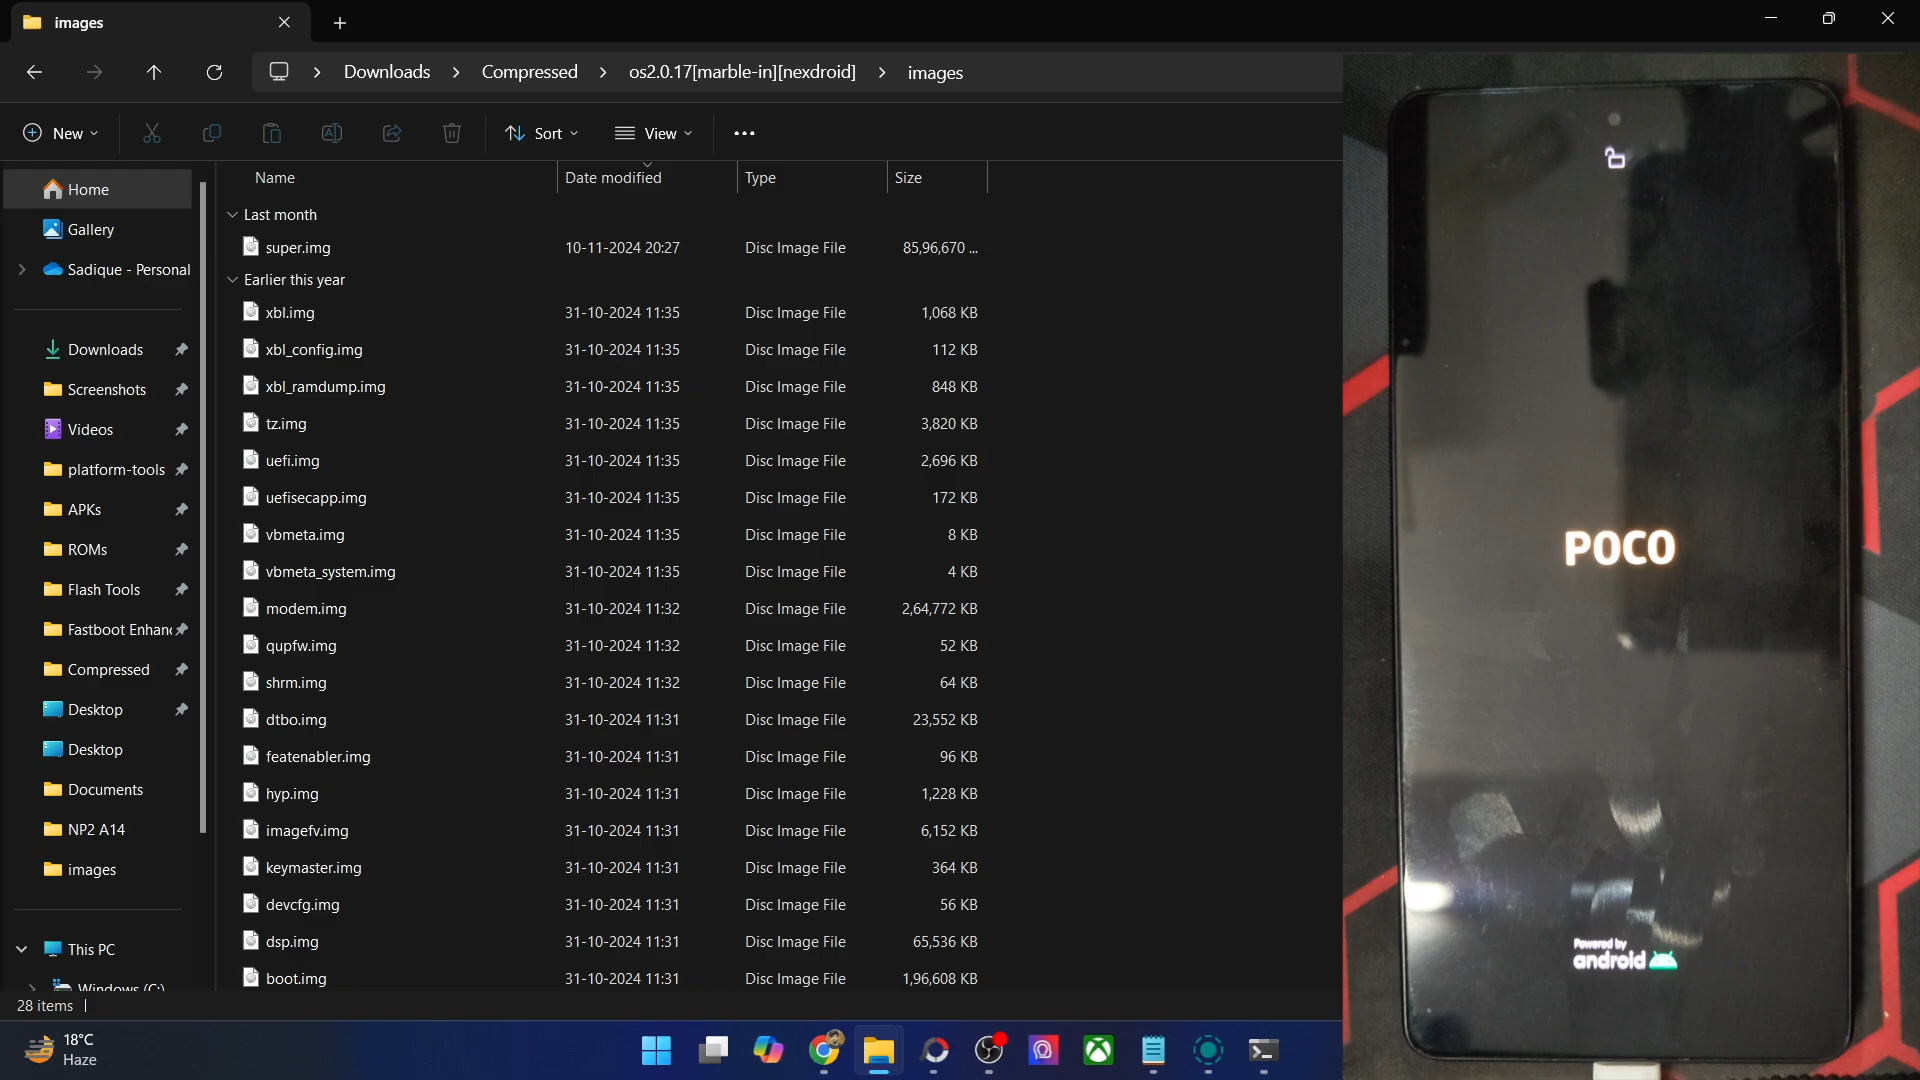 images
Downloads > Compressed > os2.0.17[marble-in][nexdroid] > images
New Sort View
Name Date modified Type Size
Home
Gallery
Sadique - Personal
Downloads
Screenshots
Videos
platform-tools
APKs
ROMs
Flash Tools
Fastboot Enhanc
Compressed
Desktop
Desktop
Documents
NP2 A14
images
This PC
Windows (C:)
Last month
super.img 10-11-2024 20:27 Disc Image File 85,96,670 ...
Earlier this year
xbl.img 31-10-2024 11:35 Disc Image File 1,068 KB
xbl_config.img 31-10-2024 11:35 Disc Image File 112 KB
xbl_ramdump.img 31-10-2024 11:35 Disc Image File 848 KB
tz.img 31-10-2024 11:35 Disc Image File 3,820 KB
uefi.img 31-10-2024 11:35 Disc Image File 2,696 KB
uefisecapp.img 31-10-2024 11:35 Disc Image File 172 KB
vbmeta.img 31-10-2024 11:35 Disc Image File 8 KB
vbmeta_system.img 31-10-2024 11:35 Disc Image File 4 KB
modem.img 31-10-2024 11:32 Disc Image File 2,64,772 KB
qupfw.img 31-10-2024 11:32 Disc Image File 52 KB
shrm.img 31-10-2024 11:32 Disc Image File 64 KB
dtbo.img 31-10-2024 11:31 Disc Image File 23,552 KB
featenabler.img 31-10-2024 11:31 Disc Image File 96 KB
hyp.img 31-10-2024 11:31 Disc Image File 1,228 KB
imagefv.img 31-10-2024 11:31 Disc Image File 6,152 KB
keymaster.img 31-10-2024 11:31 Disc Image File 364 KB
devcfg.img 31-10-2024 11:31 Disc Image File 56 KB
dsp.img 31-10-2024 11:31 Disc Image File 65,536 KB
boot.img 31-10-2024 11:31 Disc Image File 1,96,608 KB
28 items
18°C
Haze
POCO
Powered by
android